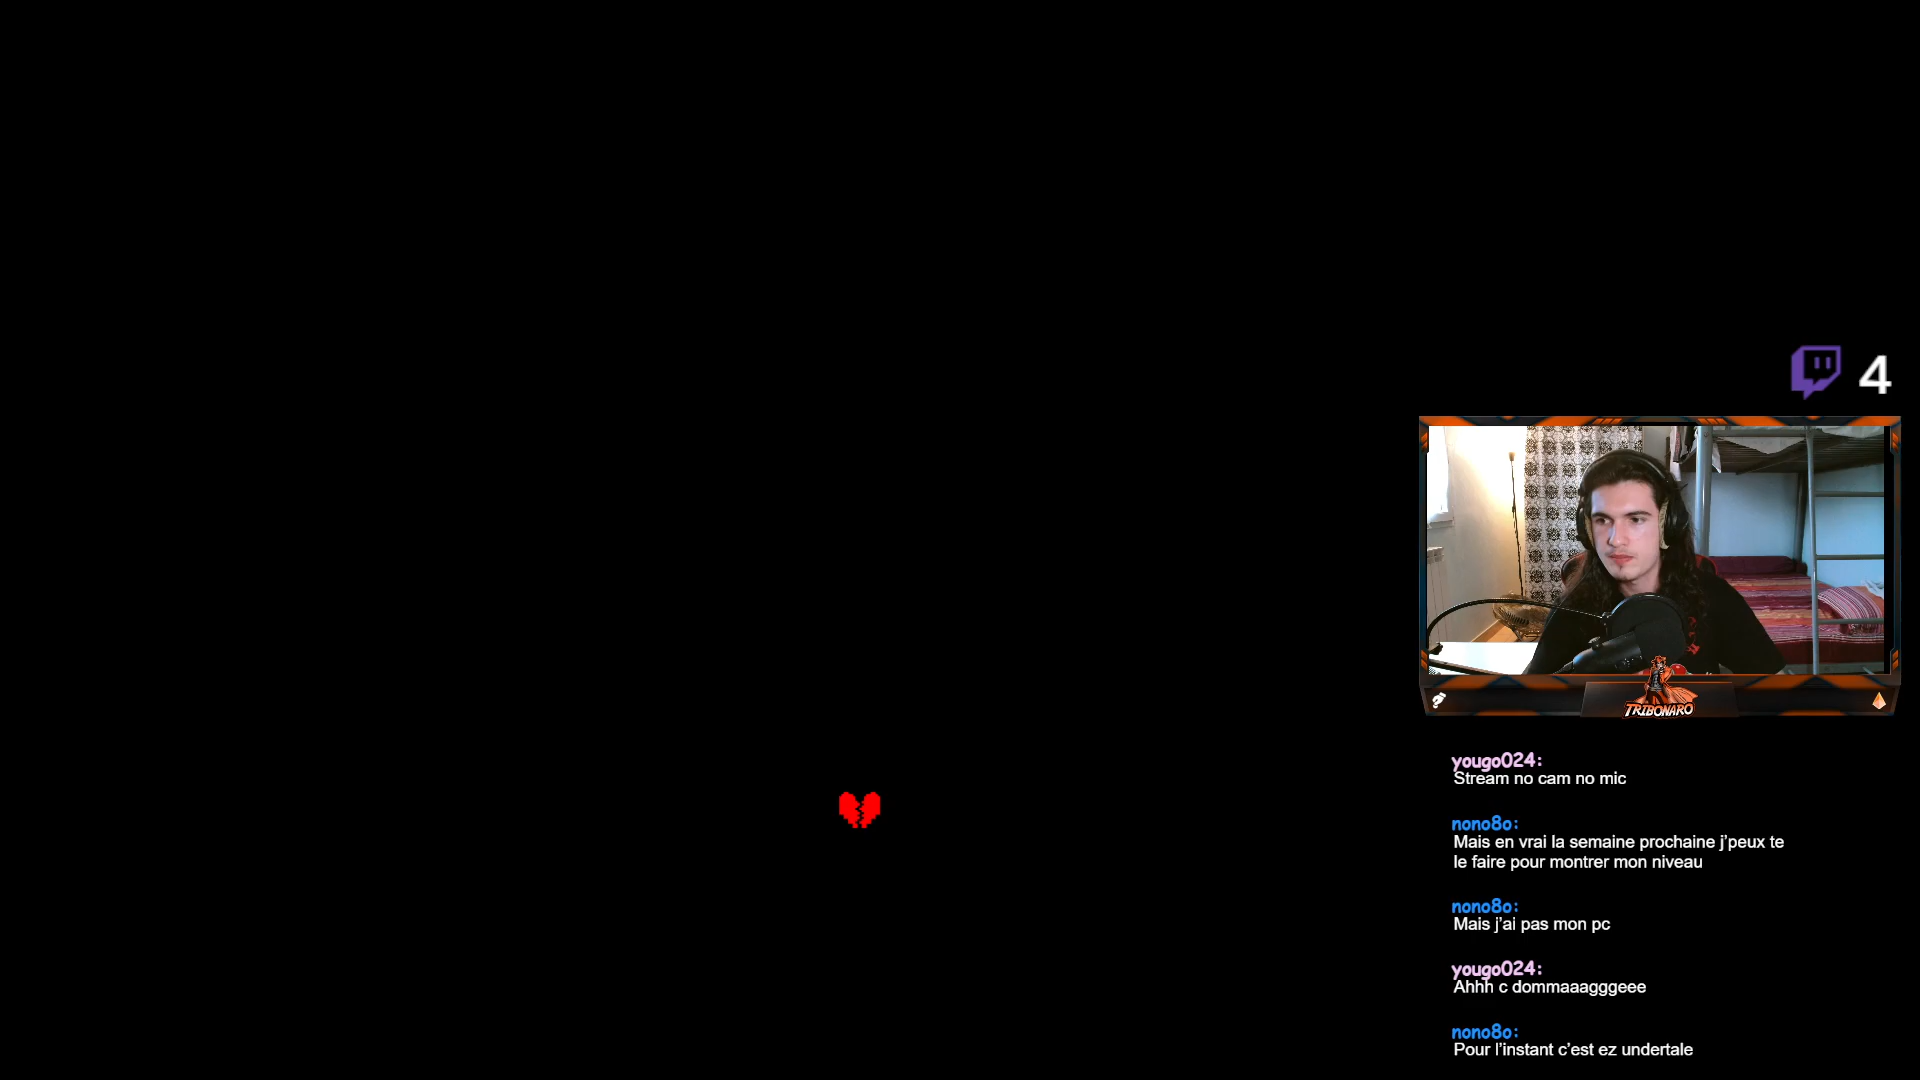 4
TRIBONARO
yougo024:
Stream no cam no mic
nono8o:
Mais en vrai la semaine prochaine j'peux te
le faire pour montrer mon niveau
nono8o:
Mais j'ai pas mon pc
yougo024:
Ahhh c dommaaagggeee
nono8o:
Pour l'instant c'est ez undertale